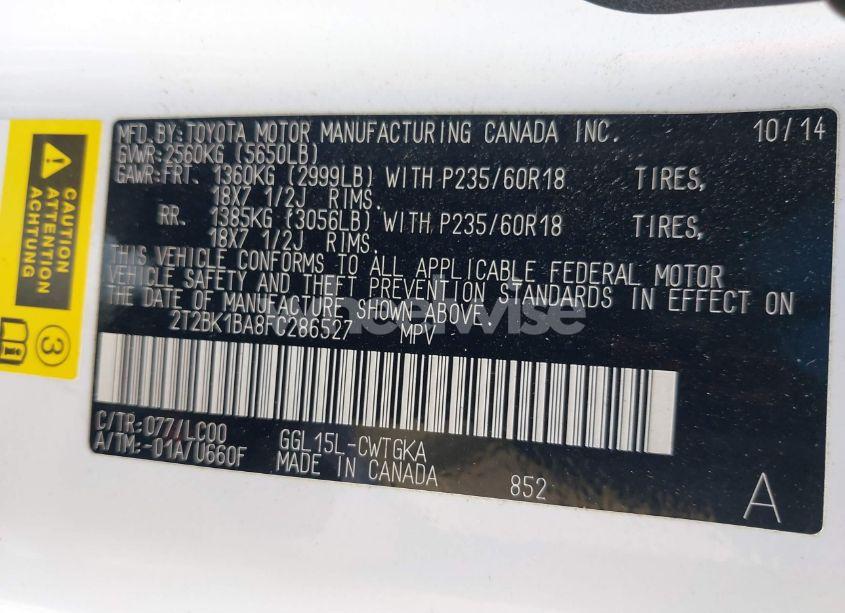 MFD.BY:TOYOTA MOTOR MANUFACTURING CANADA INC. 10/14
GVWR:2560KG (5650LB)
GAWR:FRT. 1360KG (2999LB) WITH P235/60R18 TIRES,
18X7 1/2J RIMS.
RR. 1385KG (3056LB) WITH P235/60R18 TIRES,
18X7 1/2J RIMS.
THIS VEHICLE CONFORMS TO ALL APPLICABLE FEDERAL MOTOR
VEHICLE SAFETY AND THEFT PREVENTION STANDARDS IN EFFECT ON
THE DATE OF MANUFACTURE SHOWN ABOVE.
2T2BK1BA8FC286527 MPV
C/TR:077/LC00 GGL15L-CWTGKA
A/TM:-01A/U660F MADE IN CANADA
852
A
CAUTION
ATTENTION
ACHTUNG
3
i
wheelwise